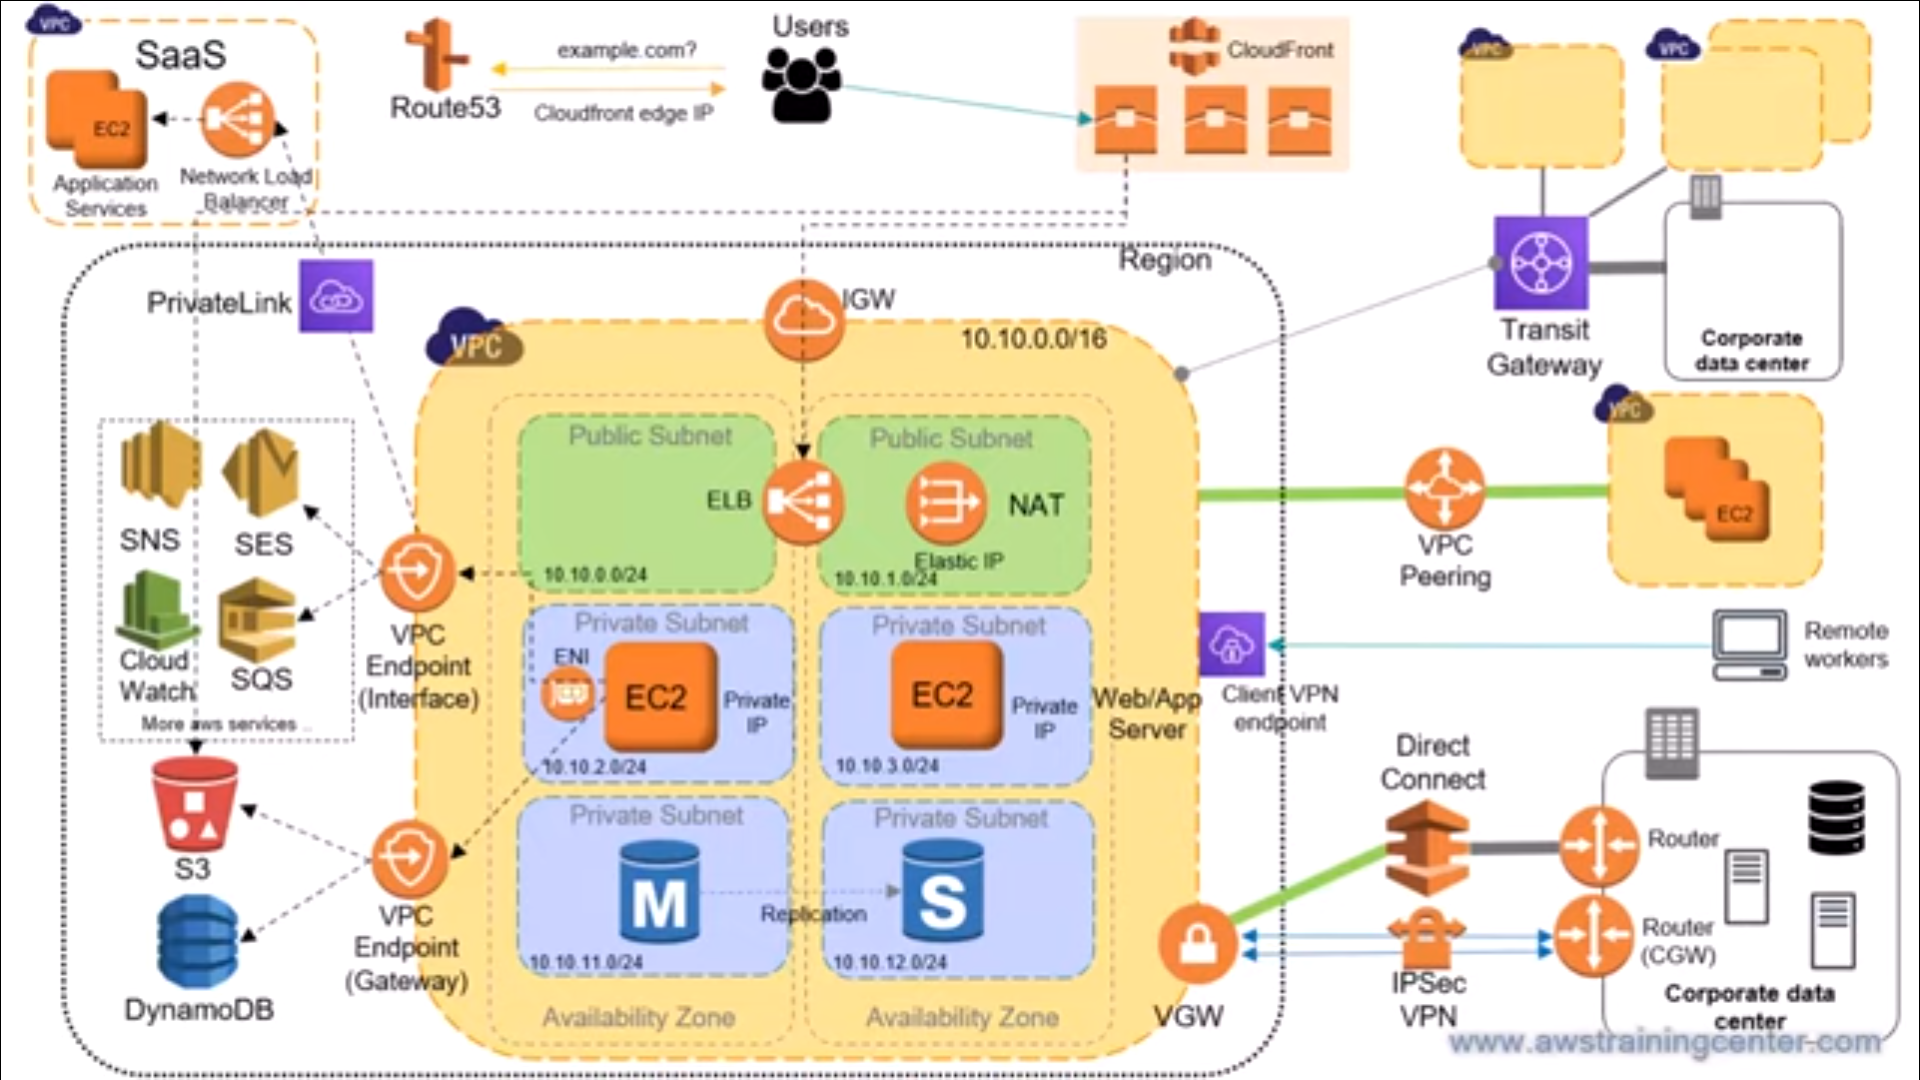 VPC
SaaS
EC2
Application
Services
Network Load
Balancer
Route53
example.com?
Cloudfront edge IP
Users
CloudFront
VPC
VPC
Region
PrivateLink
IGW
VPC
10.10.0.0/16
Transit
Gateway
Corporate
data center
SNS
SES
Cloud
Watch
SQS
More aws services ..
VPC
Endpoint
(Interface)
Public Subnet
10.10.0.0/24
ELB
Public Subnet
NAT
Elastic IP
10.10.1.0/24
VPC
EC2
VPC
Peering
Private Subnet
ENI
EC2
Private
IP
10.10.2.0/24
Private Subnet
EC2
Private
IP
10.10.3.0/24
Web/App
Server
Client VPN
endpoint
Remote
workers
S3
DynamoDB
VPC
Endpoint
(Gateway)
Private Subnet
M
10.10.11.0/24
Replication
Private Subnet
S
10.10.12.0/24
Availability Zone
Availability Zone
VGW
Direct
Connect
Router
Router
(CGW)
IPSec
VPN
Corporate data
center
www.awstrainingcenter.com